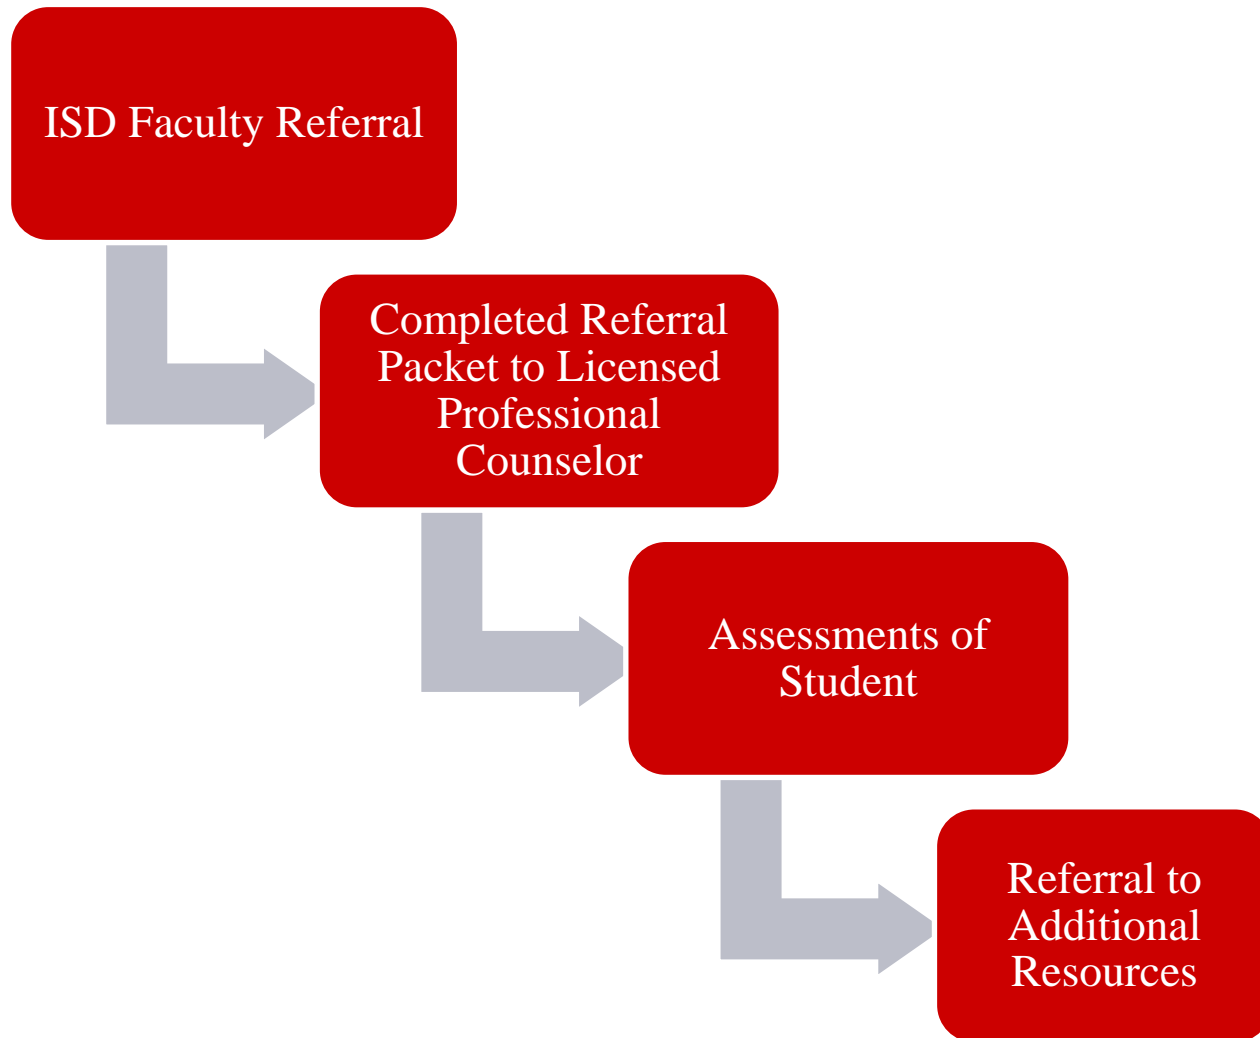 ISD Faculty Referral
Completed Referral
Packet to Licensed
Professional
Counselor
Assessments of
Student
Referral to
Additional
Resources